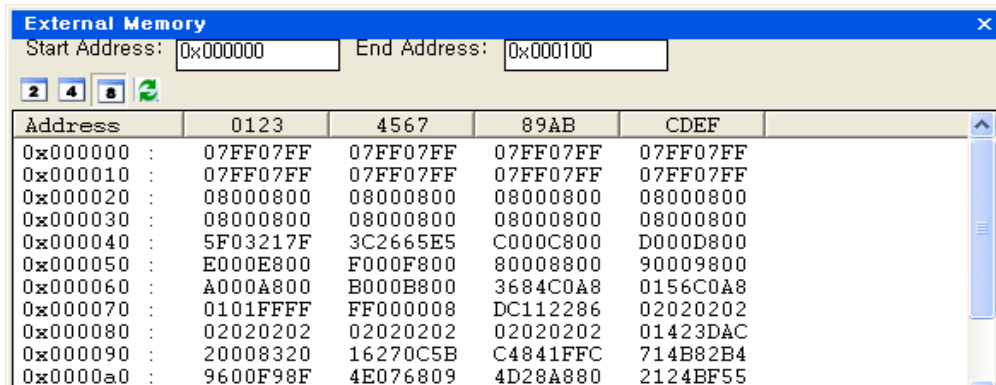 External Memory
Start Address: 0x000000 End Address: 0x000100
2 4 8
Address 0123 4567 89AB CDEF
0x000000 : 07FF07FF 07FF07FF 07FF07FF 07FF07FF
0x000010 : 07FF07FF 07FF07FF 07FF07FF 07FF07FF
0x000020 : 08000800 08000800 08000800 08000800
0x000030 : 08000800 08000800 08000800 08000800
0x000040 : 5F03217F 3C2665E5 C000C800 D000D800
0x000050 : E000E800 F000F800 80008800 90009800
0x000060 : A000A800 B000B800 3684C0A8 0156C0A8
0x000070 : 0101FFFF FF000008 DC112286 02020202
0x000080 : 02020202 02020202 02020202 01423DAC
0x000090 : 20008320 16270C5B C4841FFC 714B82B4
0x0000a0 : 9600F98F 4E076809 4D28A880 2124BF55